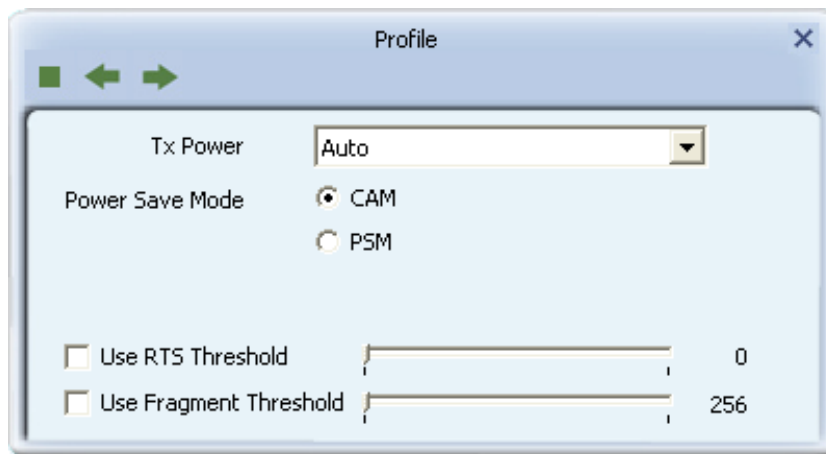 Profile
Tx Power Auto
Power Save Mode CAM
PSM
Use RTS Threshold 0
Use Fragment Threshold 256